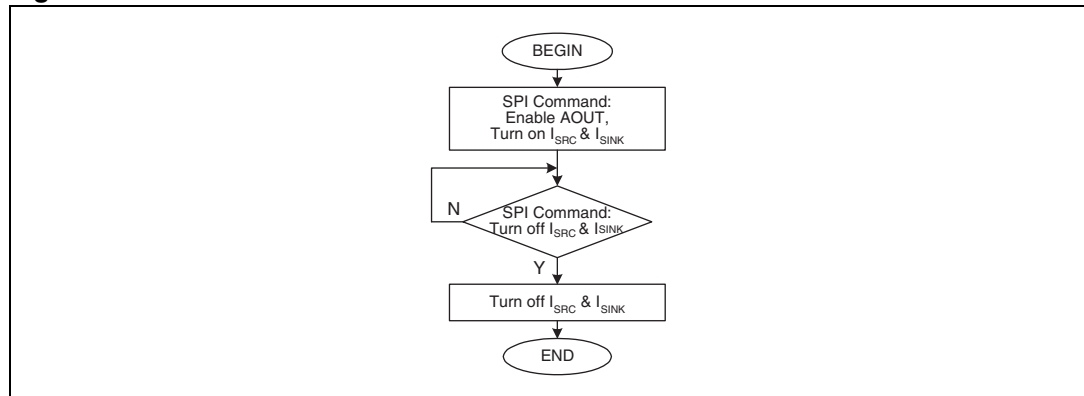 BEGIN
SPI Command:
Enable AOUT,
Turn on ISRC & ISINK
N
SPI Command:
Turn off ISRC & ISINK
Y
Turn off ISRC & ISINK
END